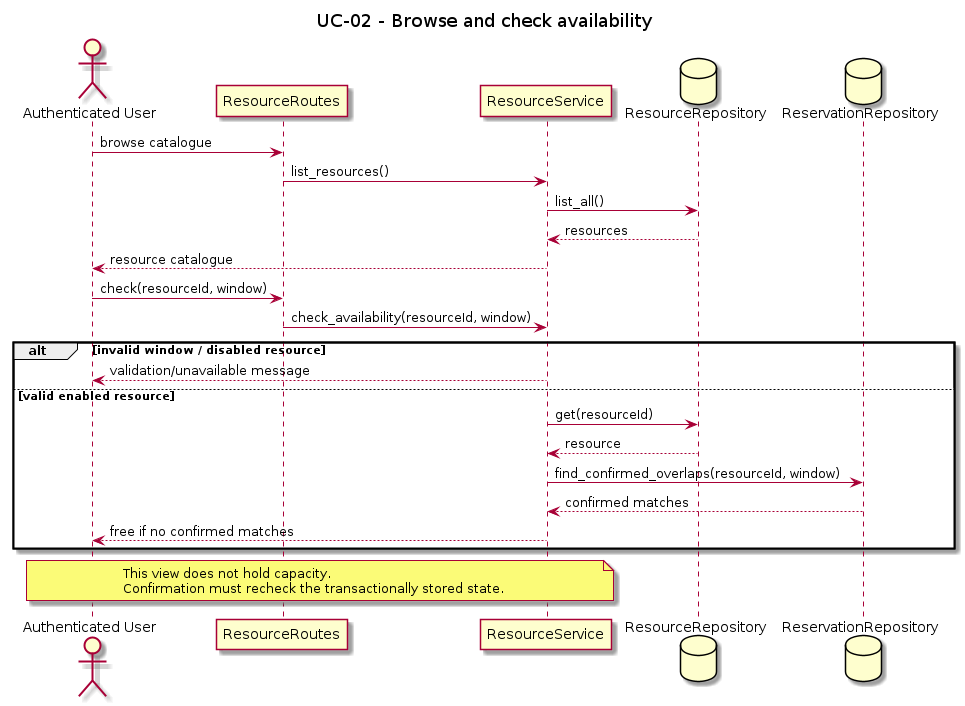 UC-02 - Browse and check availability
Authenticated User
ResourceRoutes
ResourceService
ResourceRepository
ReservationRepository
browse catalogue
list_resources()
list_all()
resources
resource catalogue
check(resourceId, window)
check_availability(resourceId, window)
alt
[invalid window / disabled resource]
validation/unavailable message
[valid enabled resource]
get(resourceId)
resource
find_confirmed_overlaps(resourceId, window)
confirmed matches
free if no confirmed matches
This view does not hold capacity.
Confirmation must recheck the transactionally stored state.
Authenticated User
ResourceRoutes
ResourceService
ResourceRepository
ReservationRepository